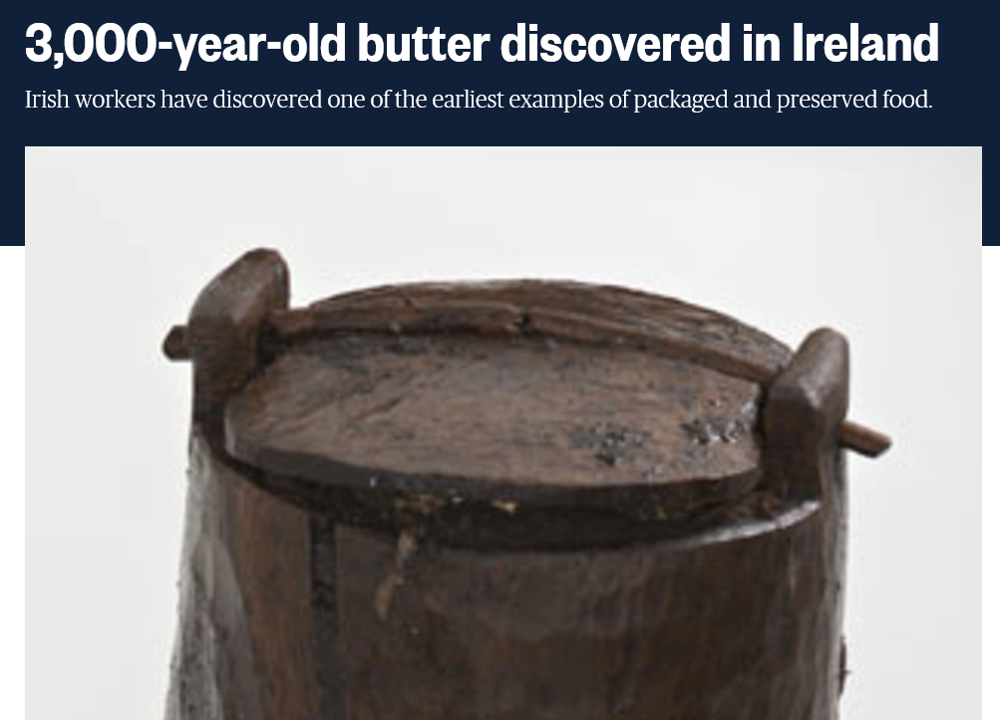 3,000-year-old butter discovered in Ireland
Irish workers have discovered one of the earliest examples of packaged and preserved food.